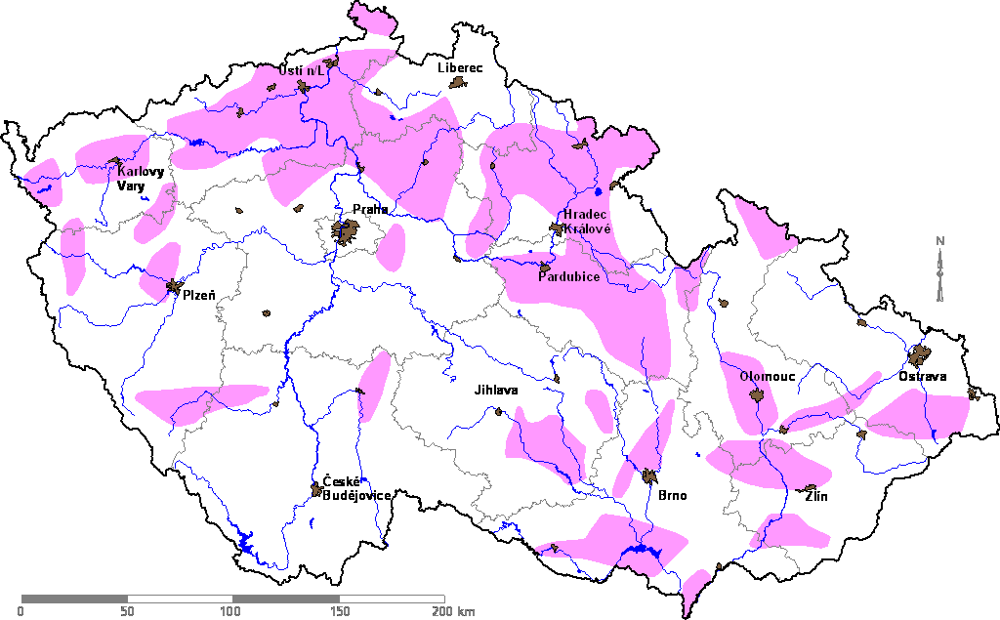 Liberec
Ústí n/L
Karlovy
Vary
Praha
Hradec
Králové
N
Pardubice
Plzeň
Olomouc
Ostrava
Jihlava
České
Budějovice
Brno
Zlín
0 50 100 150 200 km